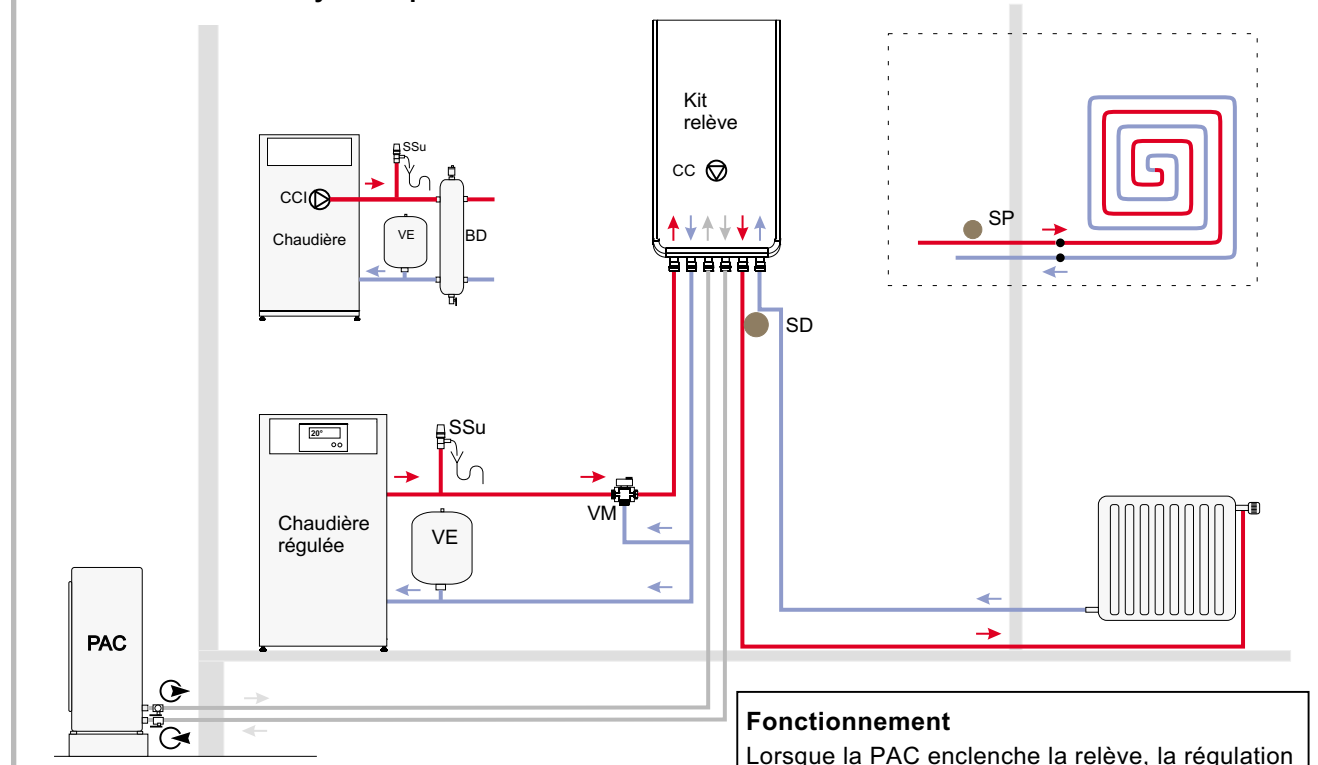 Kit
relève
CC
SSu
CCI
Chaudière
VE
BD
SP
SD
20°
SSu
Chaudière
régulée
VE
VM
PAC
Fonctionnement
Lorsque la PAC enclenche la relève, la régulation